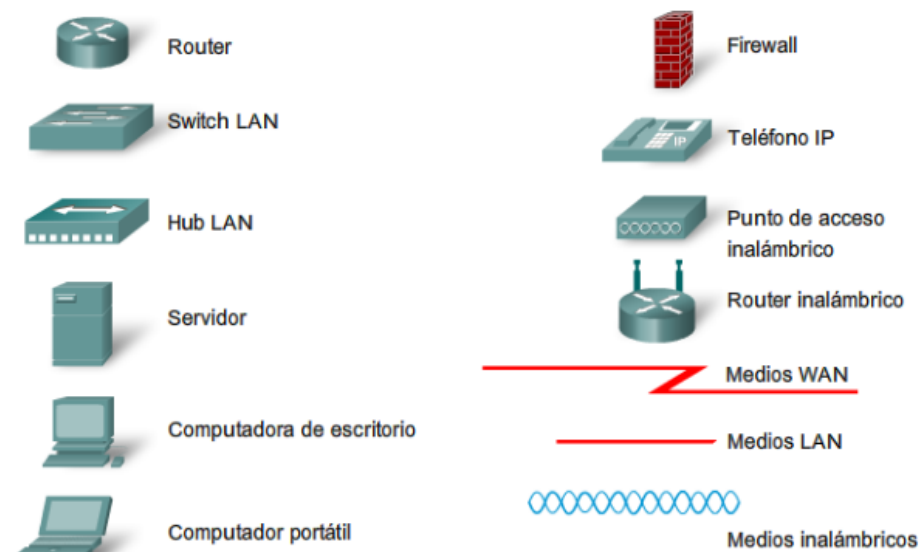 Router
Switch LAN
Hub LAN
Servidor
Computadora de escritorio
Computador portátil
Firewall
IP
Teléfono IP
Punto de acceso
inalámbrico
Router inalámbrico
Medios WAN
Medios LAN
Medios inalámbricos